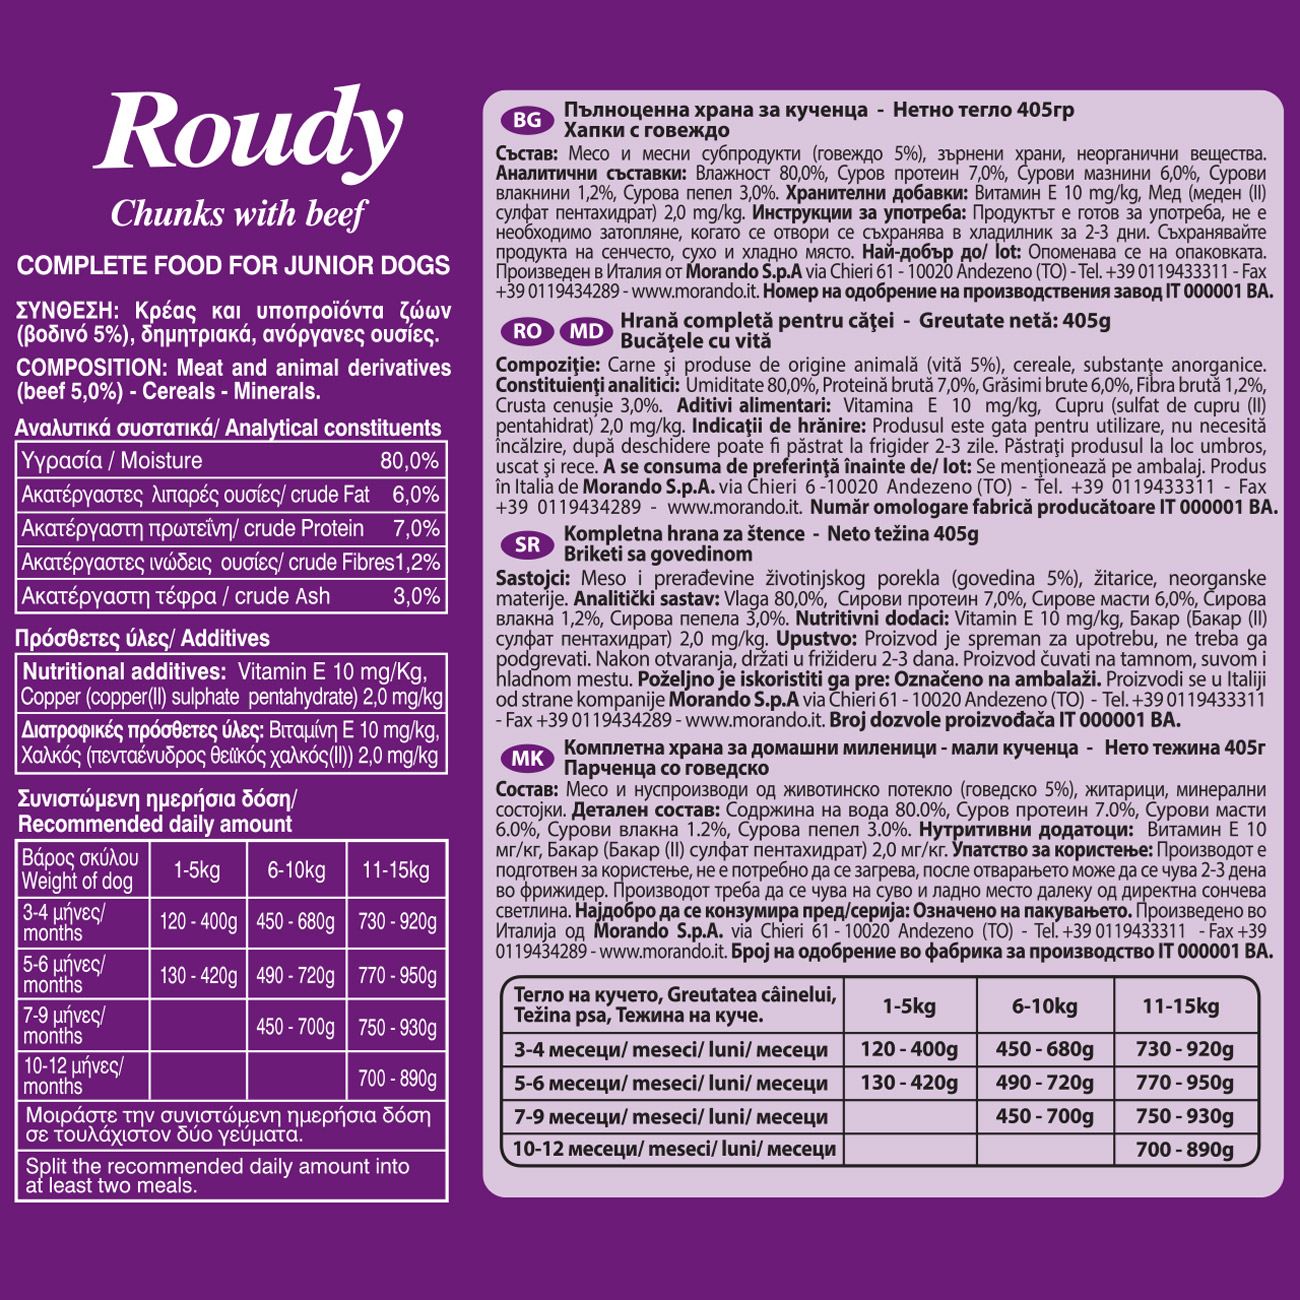 Roudy
Chunks with beef
COMPLETE FOOD FOR JUNIOR DOGS
ΣΥΝΘΕΣΗ: Κρέας και υποπροϊόντα ζώων
(βοδινό 5%), δημητριακά, ανόργανες ουσίες.
COMPOSITION: Meat and animal derivatives
(beef 5,0%) - Cereals - Minerals.
Αναλυτικά συστατικά/ Analytical constituents
Υγρασία / Moisture 80,0%
Ακατέργαστες λιπαρές ουσίες/ crude Fat 6,0%
Ακατέργαστη πρωτεΐνη/ crude Protein 7,0%
Ακατέργαστες ινώδεις ουσίες/ crude Fibres1,2%
Ακατέργαστη τέφρα / crude Ash 3,0%
Πρόσθετες ύλες/ Additives
Nutritional additives: Vitamin E 10 mg/Kg,
Copper (copper(II) sulphate pentahydrate) 2,0 mg/kg
Διατροφικές πρόσθετες ύλες: Βιταμίνη E 10 mg/kg,
Χαλκός (πενταένυδρος θειϊκός χαλκός(II)) 2,0 mg/kg
Συνιστώμενη ημερήσια δόση/
Recommended daily amount
Βάρος σκύλου
Weight of dog 1-5kg 6-10kg 11-15kg
3-4 μήνες/
months 120 - 400g 450 - 680g 730 - 920g
5-6 μήνες/
months 130 - 420g 490 - 720g 770 - 950g
7-9 μήνες/
months 450 - 700g 750 - 930g
10-12 μήνες/
months 700 - 890g
Μοιράστε την συνιστώμενη ημερήσια δόση
σε τουλάχιστον δύο γεύματα.
Split the recommended daily amount into
at least two meals.
BG Пълноценна храна за кученца - Нетно тегло 405гр
Хапки с говеждо
Състав: Месо и месни субпродукти (говеждо 5%), зърнени храни, неорганични вещества.
Аналитични съставки: Влажност 80,0%, Суров протеин 7,0%, Сурови мазнини 6,0%, Сурови
влакнини 1,2%, Сурова пепел 3,0%. Хранителни добавки: Витамин Е 10 mg/kg, Мед (меден (II)
сулфат пентахидрат) 2,0 mg/kg. Инструкции за употреба: Продуктът е готов за употреба, не е
необходимо затопляне, когато се отвори се съхранява в хладилник за 2-3 дни. Съхранявайте
продукта на сенчесто, сухо и хладно място. Най-добър до/ lot: Опоменава се на опаковката.
Произведен в Италия от Morando S.p.A via Chieri 61 - 10020 Andezeno (TO) - Tel. +39 0119433311 - Fax
+39 0119434289 - www.morando.it. Номер на одобрение на производствения завод IT 000001 BA.
RO MD Hrană completă pentru căţei - Greutate netă: 405g
Bucăţele cu vită
Compoziţie: Carne şi produse de origine animală (vită 5%), cereale, substanţe anorganice.
Constituienţi analitici: Umiditate 80,0%, Proteină brută 7,0%, Grăsimi brute 6,0%, Fibra brută 1,2%,
Crusta cenuşie 3,0%. Aditivi alimentari: Vitamina E 10 mg/kg, Cupru (sulfat de cupru (II)
pentahidrat) 2,0 mg/kg. Indicaţii de hrănire: Produsul este gata pentru utilizare, nu necesită
încălzire, după deschidere poate fi păstrat la frigider 2-3 zile. Păstraţi produsul la loc umbros,
uscat şi rece. A se consuma de preferinţă înainte de/ lot: Se menţionează pe ambalaj. Produs
în Italia de Morando S.p.A. via Chieri 6 -10020 Andezeno (TO) - Tel. +39 0119433311 - Fax
+39 0119434289 - www.morando.it. Număr omologare fabrică producătoare IT 000001 BA.
SR Kompletna hrana za štence - Neto težina 405g
Briketi sa govedinom
Sastojci: Meso i prerađevine životinjskog porekla (govedina 5%), žitarice, neorganske
materije. Analitički sastav: Vlaga 80,0%, Сирови протеин 7,0%, Сирове масти 6,0%, Сирова
влакна 1,2%, Сирова пепела 3,0%. Nutritivni dodaci: Vitamin E 10 mg/kg, Бакар (Бакар (II)
сулфат пентахидрат) 2,0 mg/kg. Upustvo: Proizvod je spreman za upotrebu, ne treba ga
podgrevati. Nakon otvaranja, držati u frižideru 2-3 dana. Proizvod čuvati na tamnom, suvom i
hladnom mestu. Poželjno je iskoristiti ga pre: Označeno na ambalaži. Proizvodi se u Italiji
od strane kompanije Morando S.p.A via Chieri 61 - 10020 Andezeno (TO) - Tel. +39 0119433311
- Fax +39 0119434289 - www.morando.it. Broj dozvole proizvođača IT 000001 BA.
MK Комплетна храна за домашни миленици - мали кученца - Нето тежина 405г
Парченца со говедско
Состав: Месо и нуспроизводи од животинско потекло (говедско 5%), житарици, минерални
состојки. Детален состав: Содржина на вода 80.0%, Суров протеин 7.0%, Сурови масти
6.0%, Сурови влакна 1.2%, Сурова пепел 3.0%. Нутритивни додатоци: Витамин Е 10
мг/кг, Бакар (Бакар (II) сулфат пентахидрат) 2,0 мг/кг. Упатство за користење: Производот е
подготвен за користење, не е потребно да се загрева, после отварањето може да се чува 2-3 дена
во фрижидер. Производот треба да се чува на суво и ладно место далеку од директна сончева
светлина. Најдобро да се конзумира пред/серија: Означено на пакувањето. Произведено во
Италија од Morando S.p.A. via Chieri 61 - 10020 Andezeno (TO) - Tel. +39 0119433311 - Fax +39
0119434289 - www.morando.it. Број на одобрение во фабрика за производство IT 000001 BA.
Тегло на кучето, Greutatea câinelui,
Težina psa, Тежина на куче. 1-5kg 6-10kg 11-15kg
3-4 месеци/ meseci/ luni/ месеци 120 - 400g 450 - 680g 730 - 920g
5-6 месеци/ meseci/ luni/ месеци 130 - 420g 490 - 720g 770 - 950g
7-9 месеци/ meseci/ luni/ месеци 450 - 700g 750 - 930g
10-12 месеци/ meseci/ luni/ месеци 700 - 890g